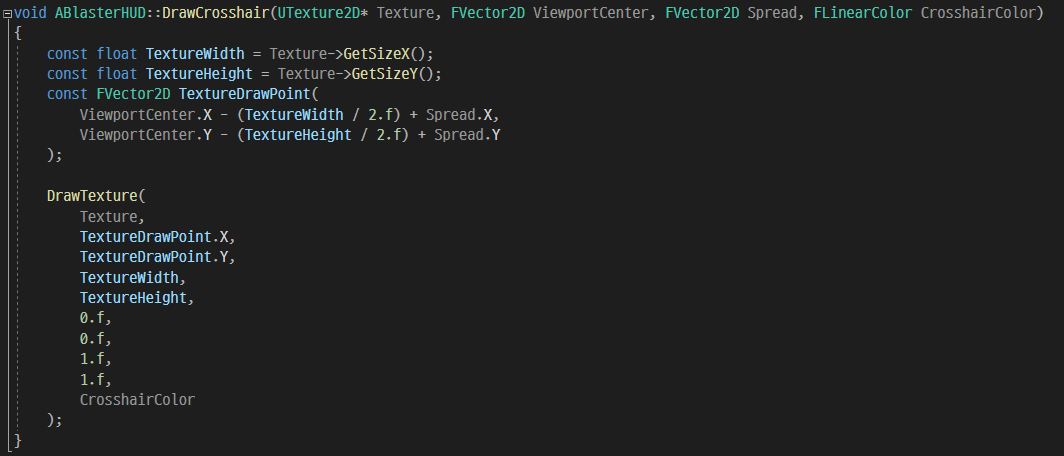 void ABlasterHUD::DrawCrosshair(UTexture2D* Texture, FVector2D ViewportCenter, FVector2D Spread, FLinearColor CrosshairColor)
{
    const float TextureWidth = Texture->GetSizeX();
    const float TextureHeight = Texture->GetSizeY();
    const FVector2D TextureDrawPoint(
        ViewportCenter.X - (TextureWidth / 2.f) + Spread.X,
        ViewportCenter.Y - (TextureHeight / 2.f) + Spread.Y
    );

    DrawTexture(
        Texture,
        TextureDrawPoint.X,
        TextureDrawPoint.Y,
        TextureWidth,
        TextureHeight,
        0.f,
        0.f,
        1.f,
        1.f,
        CrosshairColor
    );
}